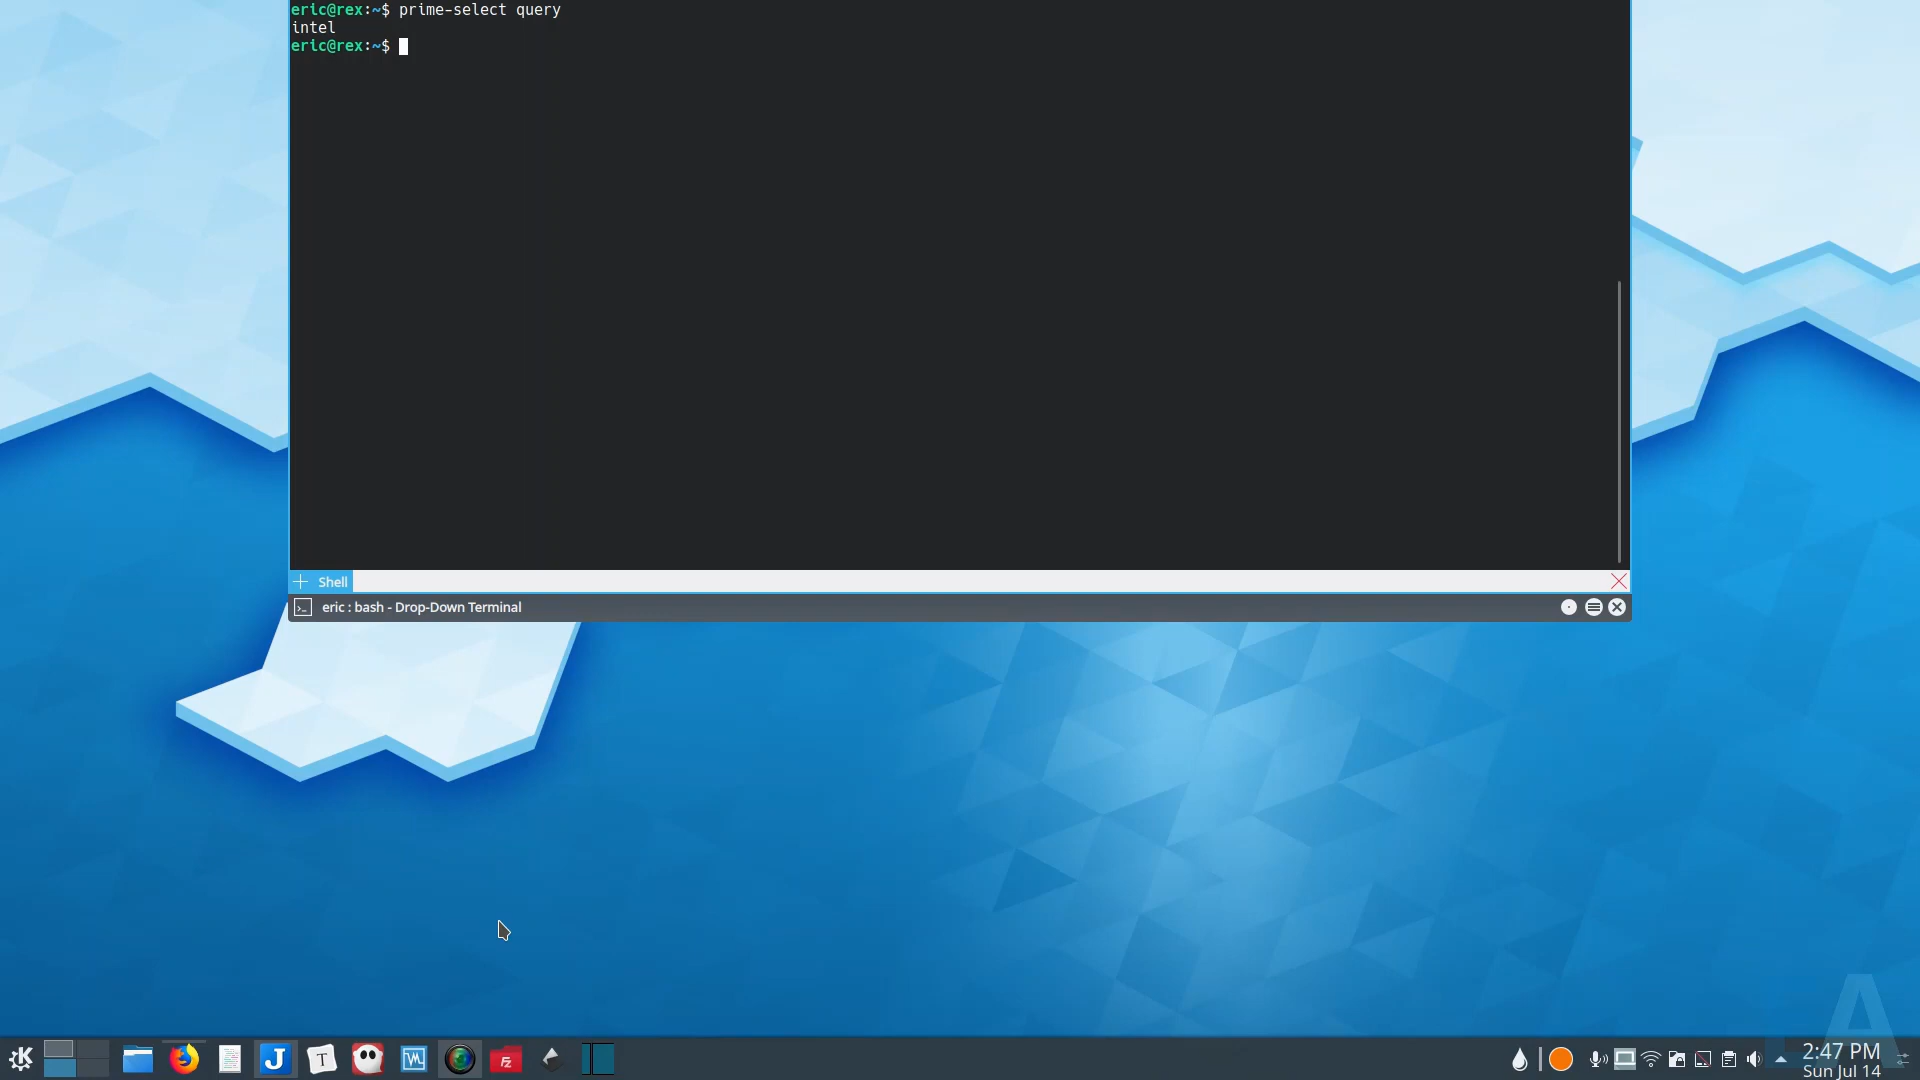 eric@rex:~$ prime-select query
intel
eric@rex:~$
Shell
eric : bash - Drop-Down Terminal
J
T
Fz
A
2:47 PM
Sun Jul 14